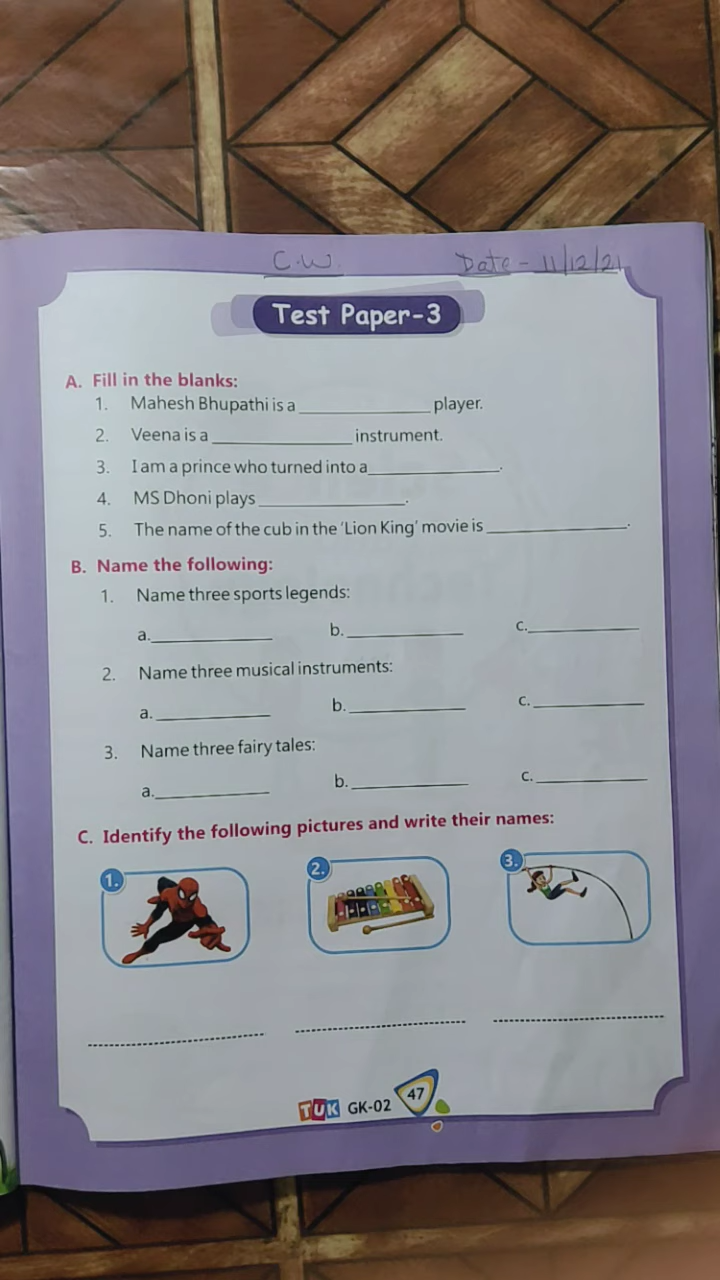 C.W. Date - 11/12/21
Test Paper-3
A. Fill in the blanks:
1. Mahesh Bhupathi is a ____________ player.
2. Veena is a ____________ instrument.
3. I am a prince who turned into a____________.
4. MS Dhoni plays ____________.
5. The name of the cub in the 'Lion King' movie is ____________.
B. Name the following:
1. Name three sports legends:
a.____________ b.____________ c.____________
2. Name three musical instruments:
a.____________ b.____________ c.____________
3. Name three fairy tales:
a.____________ b.____________ c.____________
C. Identify the following pictures and write their names:
1. 2. 3.
TUK GK-02 47